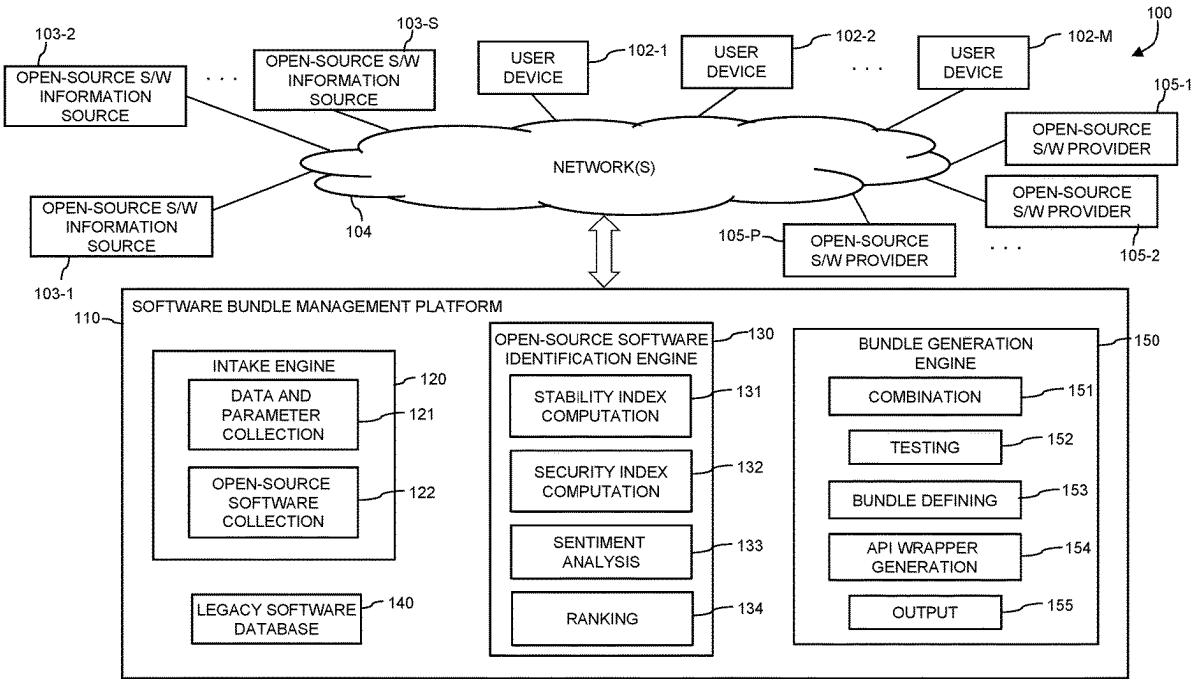 103-2
OPEN-SOURCE S/W
INFORMATION
SOURCE
. . .
103-S
OPEN-SOURCE S/W
INFORMATION
SOURCE
USER
DEVICE
102-1
USER
DEVICE
102-2
. . .
USER
DEVICE
102-M
100
105-1
OPEN-SOURCE
S/W PROVIDER
NETWORK(S)
OPEN-SOURCE
S/W PROVIDER
105-2
OPEN-SOURCE S/W
INFORMATION
SOURCE
103-1
104
105-P
OPEN-SOURCE
S/W PROVIDER
. . .
110
SOFTWARE BUNDLE MANAGEMENT PLATFORM
INTAKE ENGINE
120
DATA AND
PARAMETER
COLLECTION
121
OPEN-SOURCE
SOFTWARE
COLLECTION
122
LEGACY SOFTWARE
DATABASE
140
OPEN-SOURCE SOFTWARE
IDENTIFICATION ENGINE
130
STABILITY INDEX
COMPUTATION
131
SECURITY INDEX
COMPUTATION
132
SENTIMENT
ANALYSIS
133
RANKING
134
BUNDLE GENERATION
ENGINE
150
COMBINATION
151
TESTING
152
BUNDLE DEFINING
153
API WRAPPER
GENERATION
154
OUTPUT
155